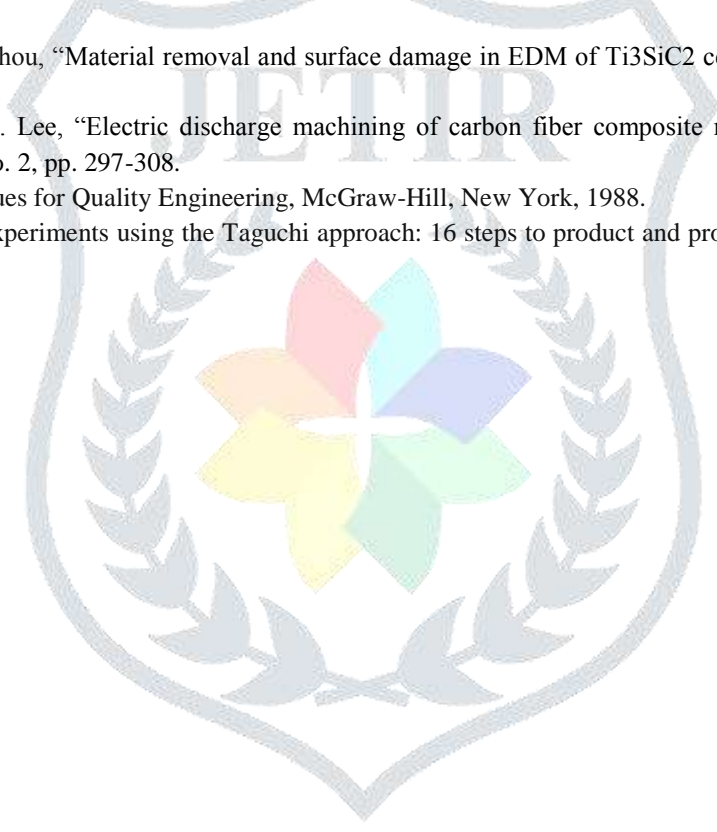 JETIR
hou, “Material removal and surface damage in EDM of Ti3SiC2 c
. Lee, “Electric discharge machining of carbon fiber composite
o. 2, pp. 297-308.
ues for Quality Engineering, McGraw-Hill, New York, 1988.
xperiments using the Taguchi approach: 16 steps to product and pro